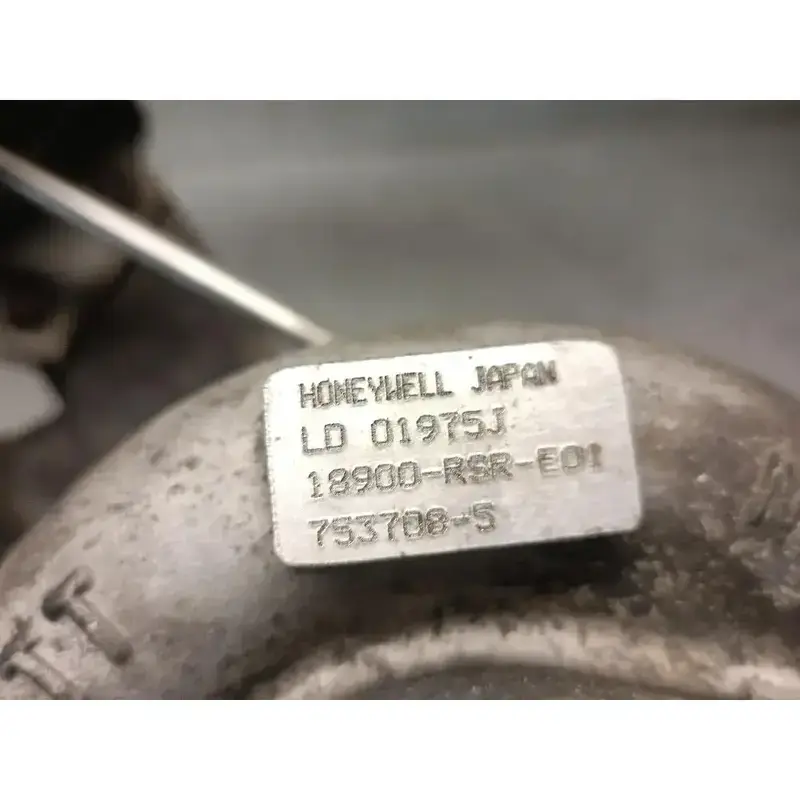 HONEYWELL JAPAN
LD 01975J
18900-RSR-E01
753708-5